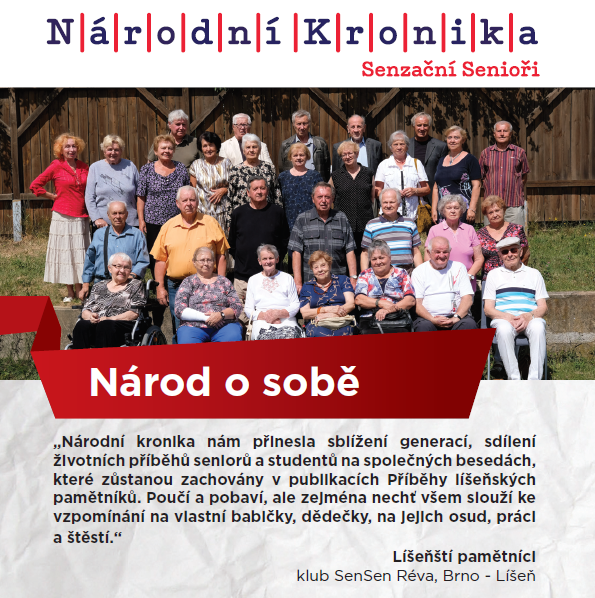 N|á|r|o|d|n|í |K|r|o|n|i|k|a
Senzační Senioři
Národ o sobě
„Národní kronika nám přinesla sblížení generací, sdílení
životních příběhů seniorů a studentů na společných besedách,
které zůstanou zachovány v publikacích Příběhy líšeňských
pamětníků. Poučí a pobaví, ale zejména nechť všem slouží ke
vzpomínání na vlastní babičky, dědečky, na jejich osud, práci
a štěstí.“
Líšeňští pamětníci
klub SenSen Réva, Brno - Líšeň